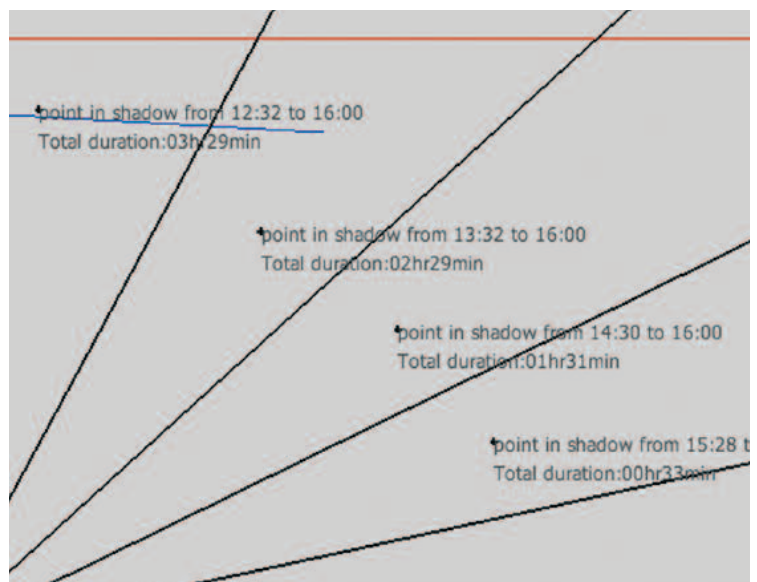 point in shadow from 12:32 to 16:00
Total duration:03hr29min
point in shadow from 13:32 to 16:00
Total duration:02hr29min
point in shadow from 14:30 to 16:00
Total duration:01hr31min
point in shadow from 15:28 t
Total duration:00hr33min